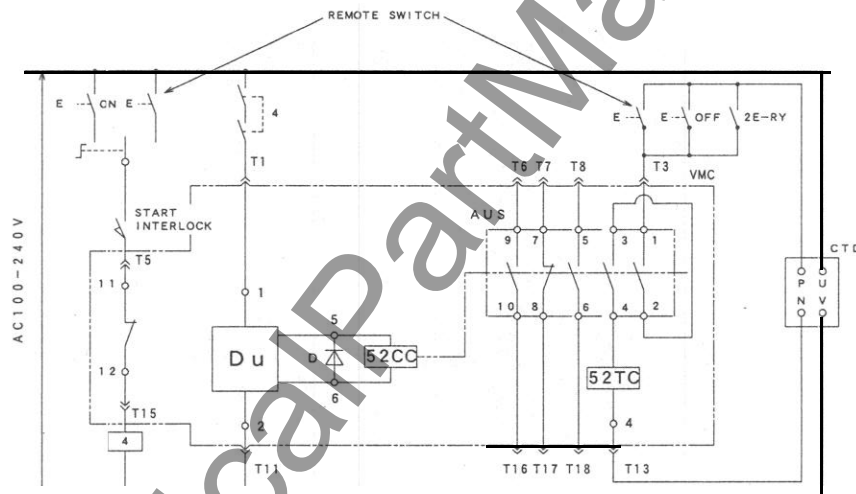 REMOTE SWITCH
E ON E
4
E E OFF 2E-RY
T1
T6 T7 T8 T3 VMC
AUS
START
INTERLOCK
T5
9 7 5 3 1
11
1
10 8 6 4 2
AC100-240V
CTD
P U
N V
5
Du D 52CC
6
12
52TC
T15
2
4
4
T11
T16 T17 T18 T13
calPartMa